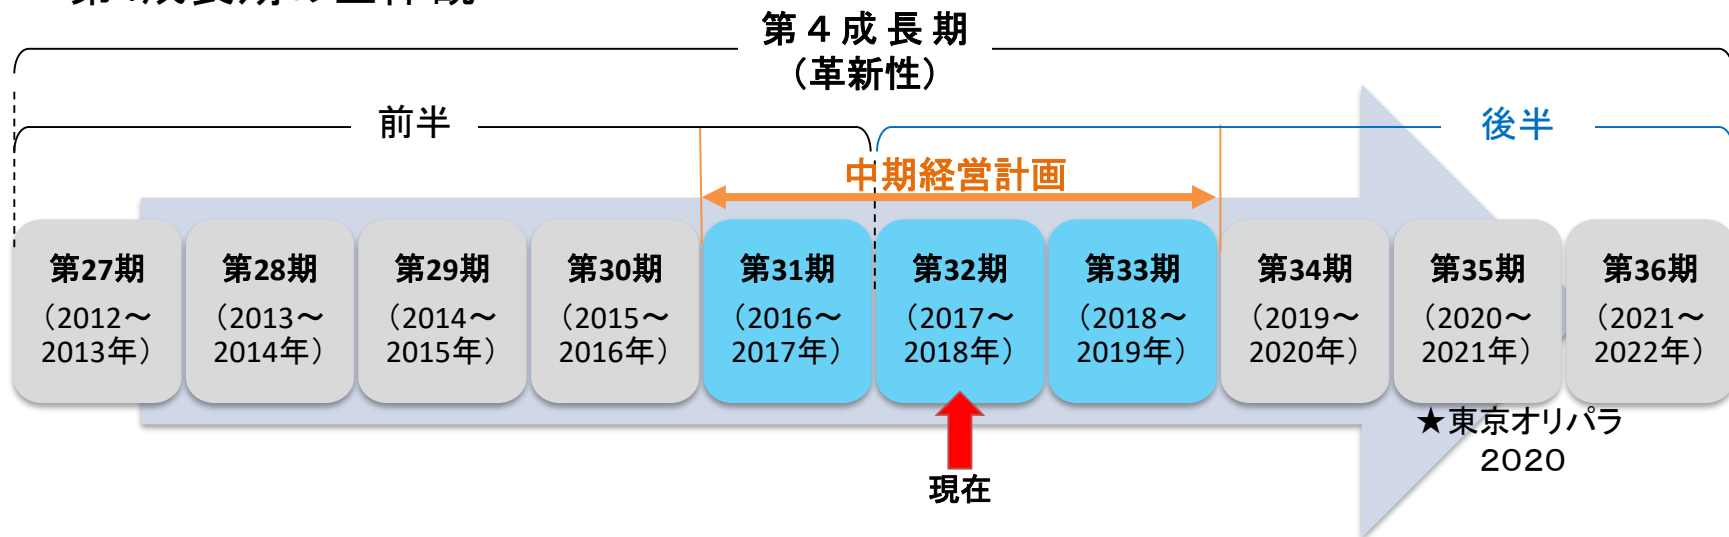 第４成長期
（革新性）
前半
後半
中期経営計画
第27期
（2012～
2013年）
第28期
（2013～
2014年）
第29期
（2014～
2015年）
第30期
（2015～
2016年）
第31期
（2016～
2017年）
第32期
（2017～
2018年）
第33期
（2018～
2019年）
第34期
（2019～
2020年）
第35期
（2020～
2021年）
第36期
（2021～
2022年）
★東京オリパラ
２０２０
現在